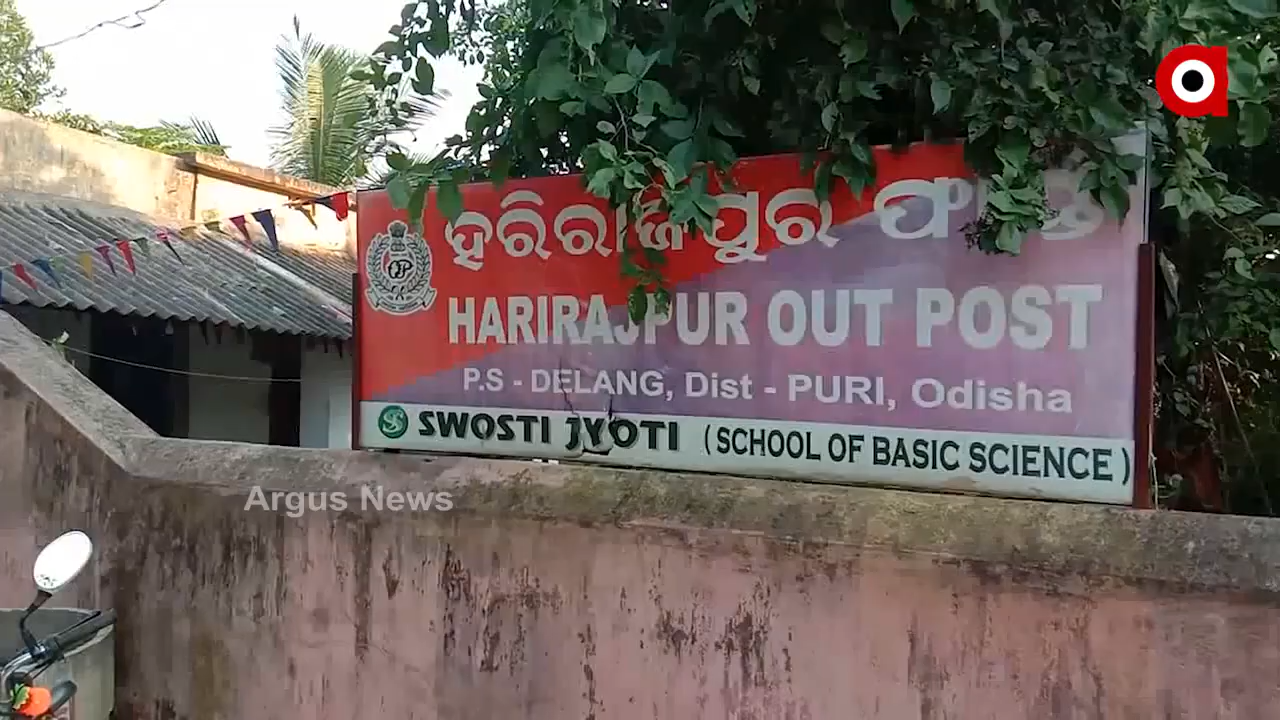 ହରିରାଜପୁର
HARIRAJPUR OUT POST
P.S - DELANG, Dist - PURI, Odisha
SWOSTI JYOTI (SCHOOL OF BASIC SCIENCE)
Argus News